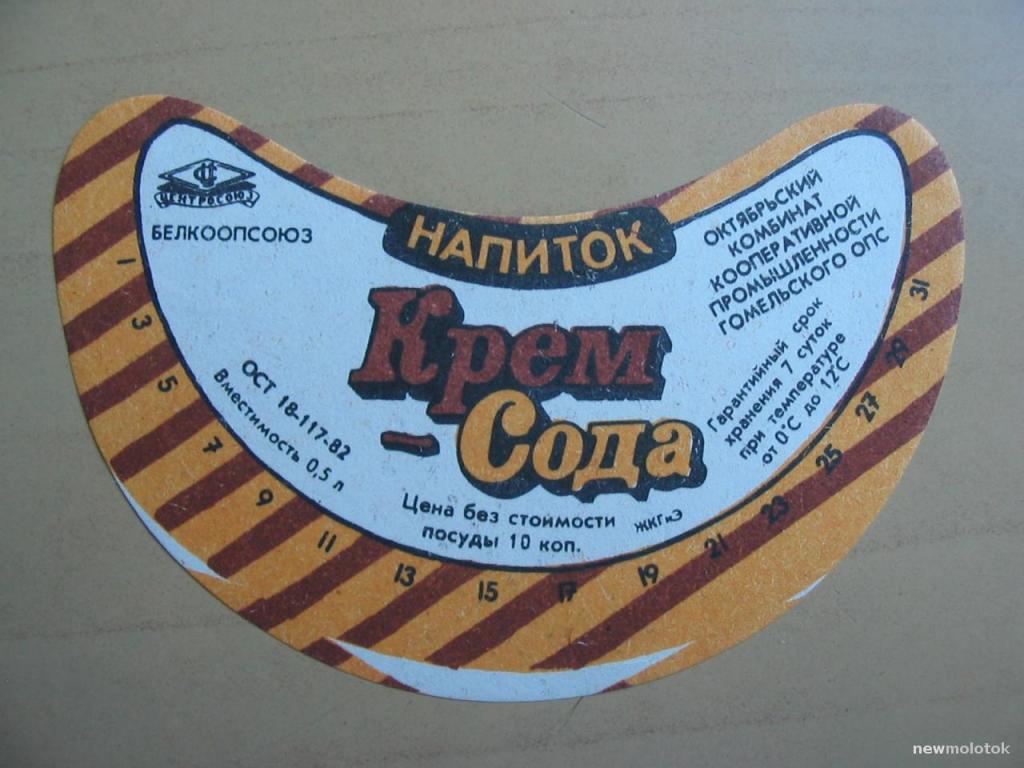 ЦЕНТРОСОЮЗ
БЕЛКООПСОЮЗ
НАПИТОК
Крем
-Сода
ОКТЯБРЬСКИЙ
КОМБИНАТ
КООПЕРАТИВНОЙ
ПРОМЫШЛЕННОСТИ
ГОМЕЛЬСКОГО ОПС
Гарантийный срок
хранения 7 суток
при температуре
от 0°С до 12°С
ОСТ 18-117-82
Вместимость 0,5 л
Цена без стоимости
посуды 10 коп.
ЖКГиЭ
1 3 5 7 9 11 13 15 17 19 21 23 25 27 29 31
newmolotok